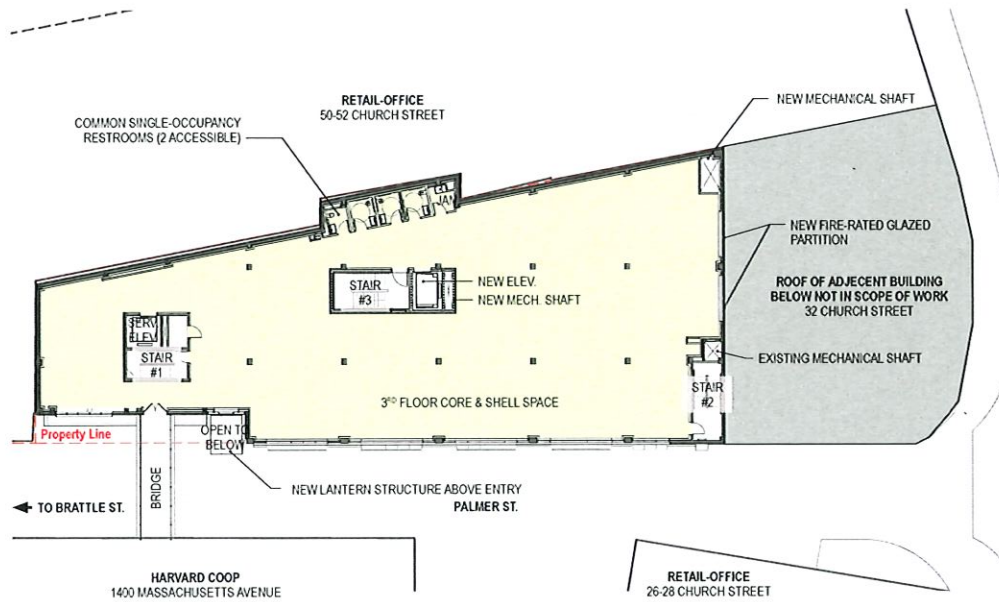 RETAIL-OFFICE
50-52 CHURCH STREET
COMMON SINGLE-OCCUPANCY
RESTROOMS (2 ACCESSIBLE)
NEW MECHANICAL SHAFT
JAN
NEW FIRE-RATED GLAZED
PARTITION
ROOF OF ADJECENT BUILDING
BELOW NOT IN SCOPE OF WORK
32 CHURCH STREET
STAIR
#3
NEW ELEV.
NEW MECH. SHAFT
SERV.
ELEV.
STAIR
#1
EXISTING MECHANICAL SHAFT
STAIR
#2
3RD FLOOR CORE & SHELL SPACE
Property Line
OPEN TO
BELOW
BRIDGE
NEW LANTERN STRUCTURE ABOVE ENTRY
PALMER ST.
TO BRATTLE ST.
HARVARD COOP
1400 MASSACHUSETTS AVENUE
RETAIL-OFFICE
26-28 CHURCH STREET